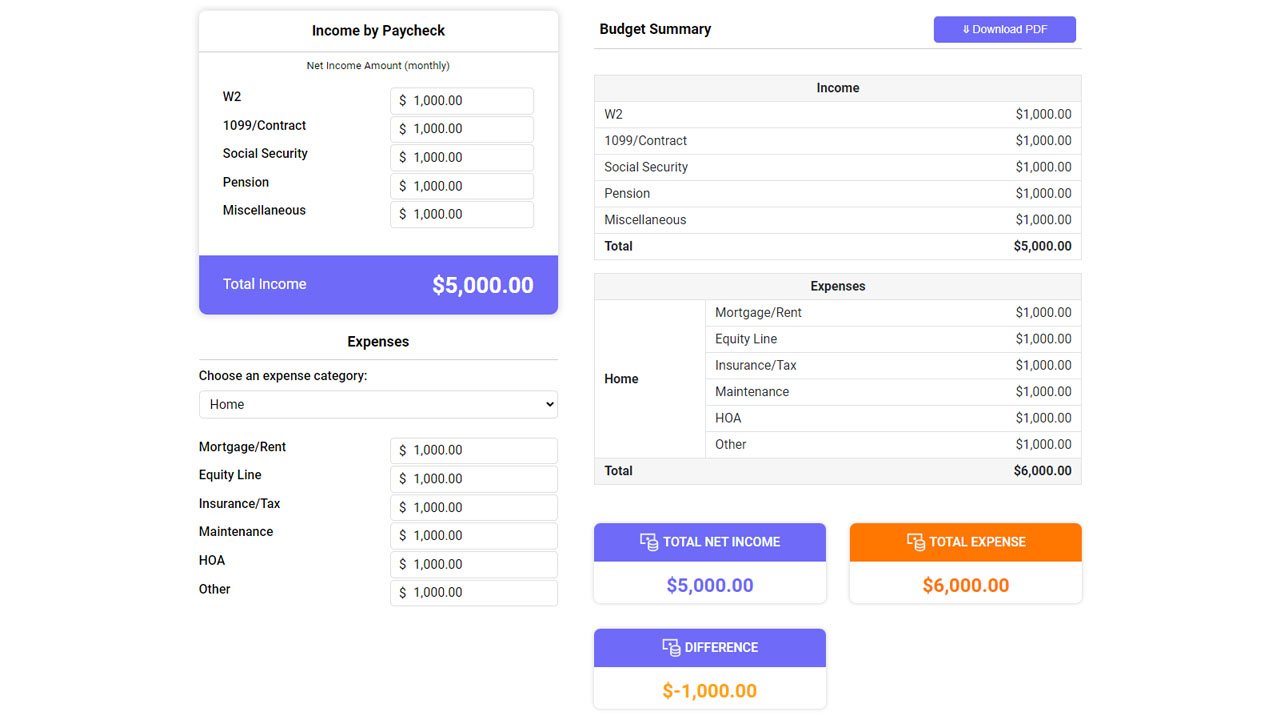 Income by Paycheck
Net Income Amount (monthly)
W2 $ 1,000.00
1099/Contract $ 1,000.00
Social Security $ 1,000.00
Pension $ 1,000.00
Miscellaneous $ 1,000.00
Total Income $5,000.00
Expenses
Choose an expense category:
Home
Mortgage/Rent $ 1,000.00
Equity Line $ 1,000.00
Insurance/Tax $ 1,000.00
Maintenance $ 1,000.00
HOA $ 1,000.00
Other $ 1,000.00
Budget Summary
⇓ Download PDF
Income
W2 $1,000.00
1099/Contract $1,000.00
Social Security $1,000.00
Pension $1,000.00
Miscellaneous $1,000.00
Total $5,000.00
Expenses
Home
Mortgage/Rent $1,000.00
Equity Line $1,000.00
Insurance/Tax $1,000.00
Maintenance $1,000.00
HOA $1,000.00
Other $1,000.00
Total $6,000.00
TOTAL NET INCOME
$5,000.00
TOTAL EXPENSE
$6,000.00
DIFFERENCE
$-1,000.00